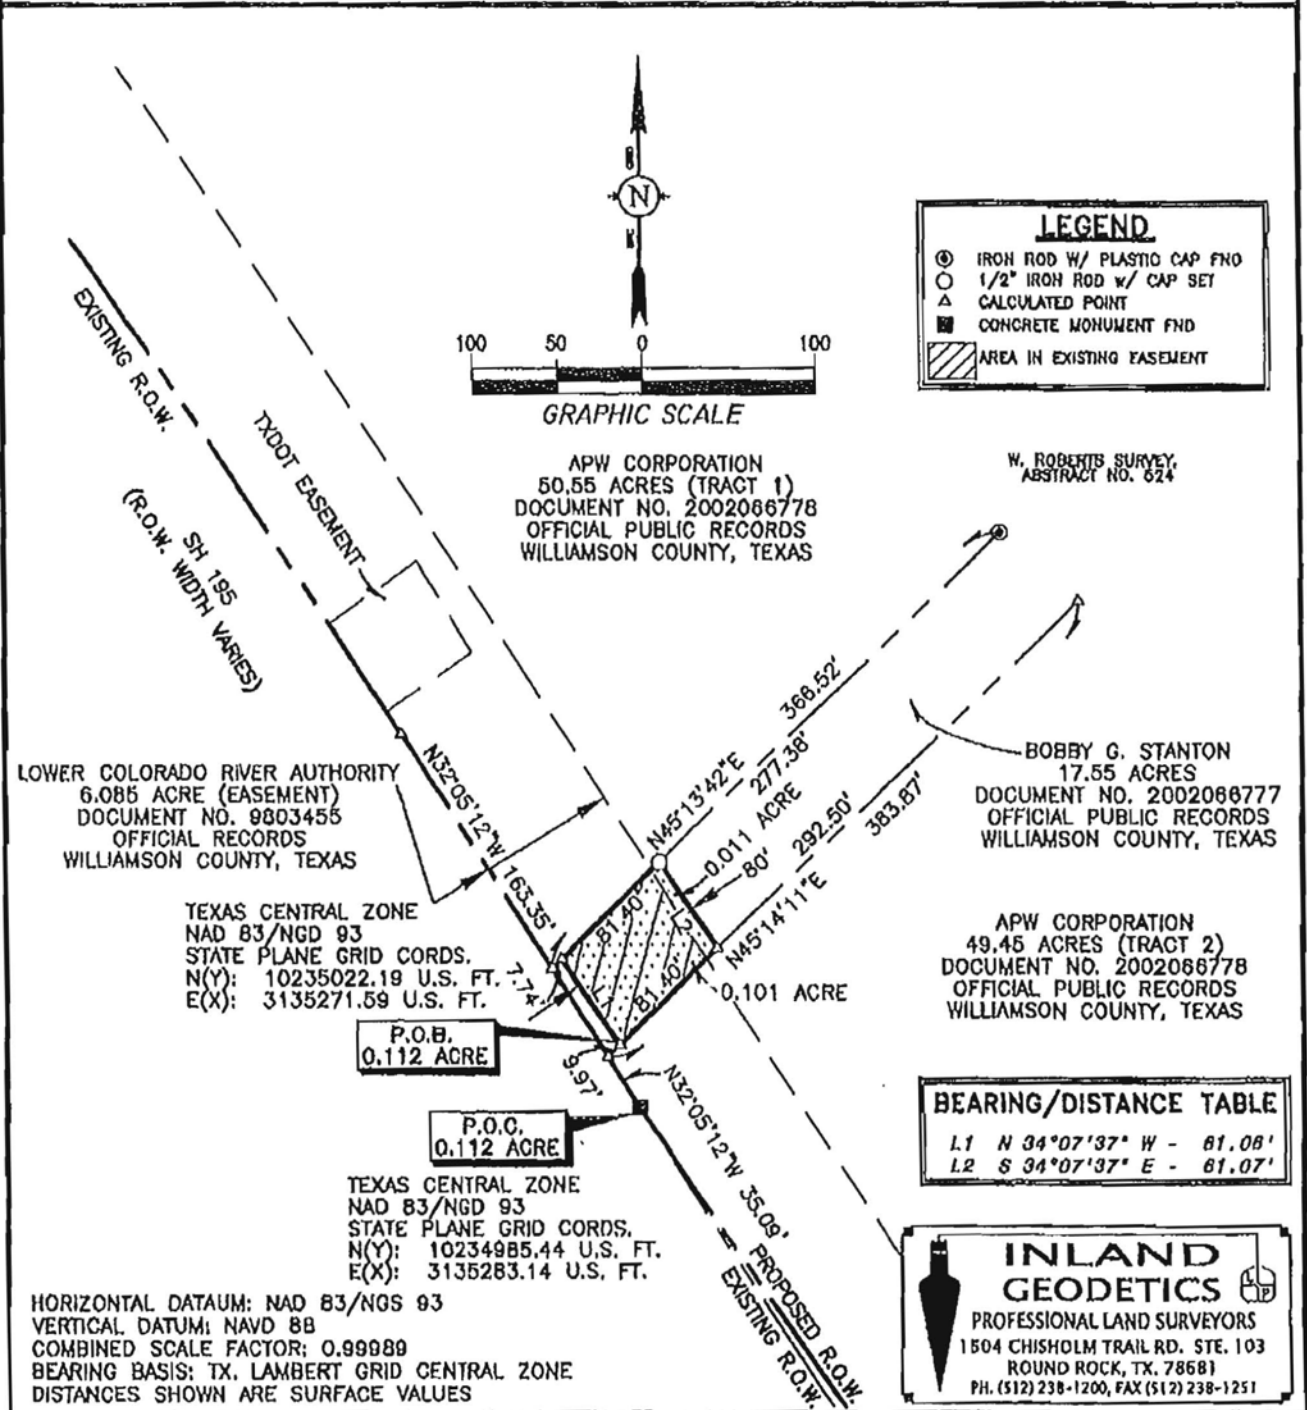 N
100 50 0 100
GRAPHIC SCALE
LEGEND
IRON ROD W/ PLASTIC CAP FND
1/2" IRON ROD w/ CAP SET
CALCULATED POINT
CONCRETE MONUMENT FND
AREA IN EXISTING EASEMENT
EXISTING R.O.W.
TXDOT EASEMENT
SH 195
(R.O.W. WIDTH VARIES)
APW CORPORATION
50.55 ACRES (TRACT 1)
DOCUMENT NO. 2002066778
OFFICIAL PUBLIC RECORDS
WILLIAMSON COUNTY, TEXAS
W. ROBERTS SURVEY,
ABSTRACT NO. 524
366.52'
N45°13'42"E
277.38'
0.011 ACRE
80'
292.50'
383.87'
N45°14'11"E
BOBBY G. STANTON
17.55 ACRES
DOCUMENT NO. 2002066777
OFFICIAL PUBLIC RECORDS
WILLIAMSON COUNTY, TEXAS
LOWER COLORADO RIVER AUTHORITY
6.085 ACRE (EASEMENT)
DOCUMENT NO. 9803455
OFFICIAL RECORDS
WILLIAMSON COUNTY, TEXAS
N32°05'12"W 163.35'
81.40'
L2
81.40'
0.101 ACRE
TEXAS CENTRAL ZONE
NAD 83/NGD 93
STATE PLANE GRID CORDS.
N(Y): 10235022.19 U.S. FT.
E(X): 3135271.59 U.S. FT.
7.74'
P.O.B.
0.112 ACRE
9.97'
N32°05'12"W 35.09'
P.O.C.
0.112 ACRE
TEXAS CENTRAL ZONE
NAD 83/NGD 93
STATE PLANE GRID CORDS.
N(Y): 10234985.44 U.S. FT.
E(X): 3135283.14 U.S. FT.
PROPOSED R.O.W.
EXISTING R.O.W.
APW CORPORATION
49.45 ACRES (TRACT 2)
DOCUMENT NO. 2002066778
OFFICIAL PUBLIC RECORDS
WILLIAMSON COUNTY, TEXAS
BEARING/DISTANCE TABLE
L1 N 34°07'37" W - 61.06'
L2 S 34°07'37" E - 61.07'
HORIZONTAL DATAUM: NAD 83/NGS 93
VERTICAL DATUM: NAVD 88
COMBINED SCALE FACTOR: 0.99989
BEARING BASIS: TX. LAMBERT GRID CENTRAL ZONE
DISTANCES SHOWN ARE SURFACE VALUES
INLAND
GEODETICS
PROFESSIONAL LAND SURVEYORS
1504 CHISHOLM TRAIL RD. STE. 103
ROUND ROCK, TX. 78681
PH. (512) 238-1200, FAX (512) 238-1251